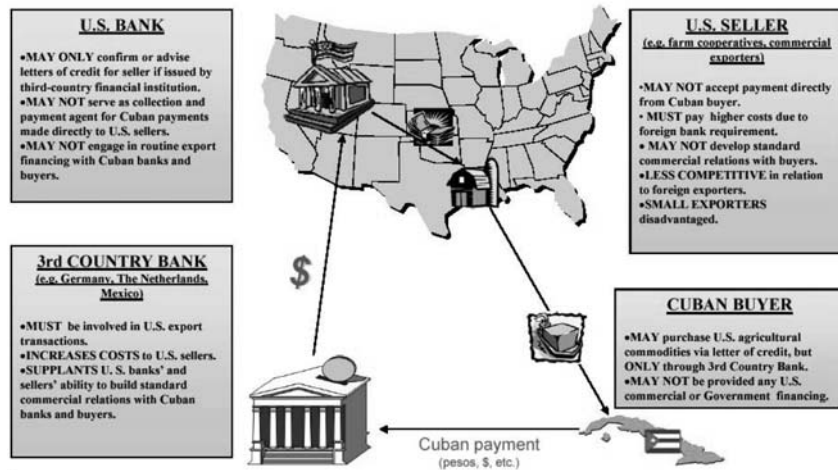 U.S. BANK
•MAY ONLY confirm or advise
letters of credit for seller if issued by
third-country financial institution.
•MAY NOT serve as collection and
payment agent for Cuban payments
made directly to U.S. sellers.
•MAY NOT engage in routine export
financing with Cuban banks and
buyers.
U.S. SELLER
(e.g. farm cooperatives, commercial
exporters)
•MAY NOT accept payment directly
from Cuban buyer.
• MUST pay higher costs due to
foreign bank requirement.
• MAY NOT develop standard
commercial relations with buyers.
•LESS COMPETITIVE in relation
to foreign exporters.
•SMALL EXPORTERS
disadvantaged.
3rd COUNTRY BANK
(e.g. Germany, The Netherlands,
Mexico)
•MUST be involved in U.S. export
transactions.
•INCREASES COSTS to U.S. sellers.
•SUPPLANTS U. S. banks' and
sellers' ability to build standard
commercial relations with Cuban
banks and buyers.
$
CUBAN BUYER
•MAY purchase U.S. agricultural
commodities via letter of credit, but
ONLY through 3rd Country Bank.
•MAY NOT be provided any U.S.
commercial or Government financing.
Cuban payment
(pesos, $, etc.)